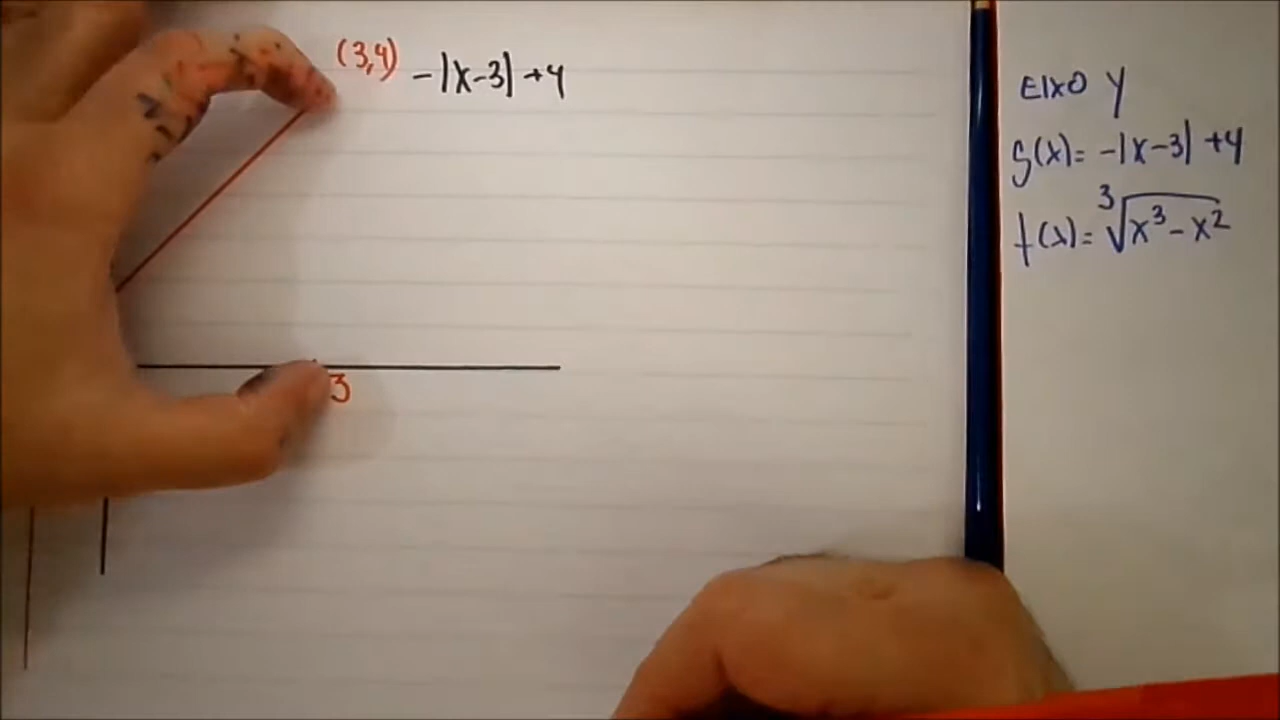 (3,4) -|x-3| +4
3
EIXO y
g(x)= -|x-3| +4
f(x)= ∛(x³-x²)